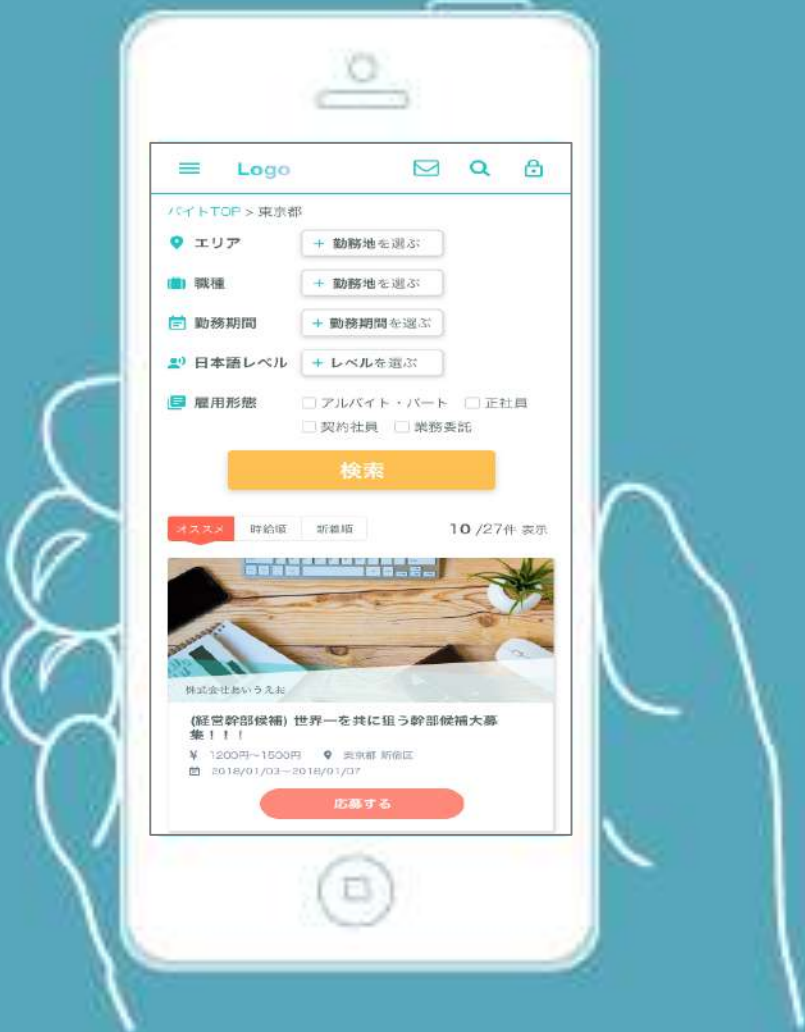 Logo
バイトTOP > 東京都
エリア + 勤務地を選ぶ
職種 + 勤務地を選ぶ
勤務期間 + 勤務期間を選ぶ
日本語レベル + レベルを選ぶ
雇用形態 アルバイト・パート 正社員
契約社員 業務委託
検索
オススメ 時給順 新着順 10 /27件 表示
株式会社あいうえお
(経営幹部候補) 世界一を共に狙う幹部候補大募
集！！！
¥ 1200円〜1500円 東京都 新宿区
2018/01/03〜2018/01/07
応募する